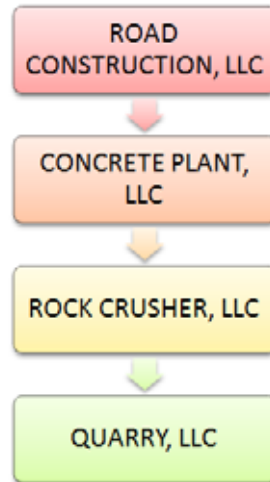 ROAD
CONSTRUCTION, LLC
CONCRETE PLANT,
LLC
ROCK CRUSHER, LLC
QUARRY, LLC